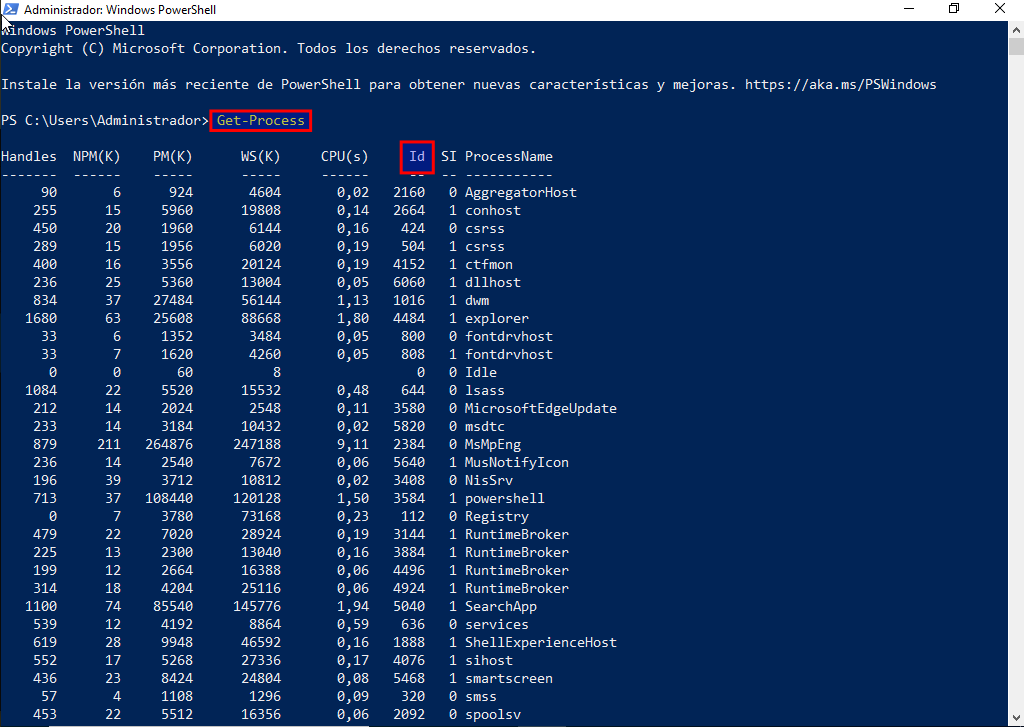 Administrador: Windows PowerShell
Windows PowerShell
Copyright (C) Microsoft Corporation. Todos los derechos reservados.
Instale la versión más reciente de PowerShell para obtener nuevas características y mejoras. https://aka.ms/PSWindows
PS C:\Users\Administrador> Get-Process
Handles  NPM(K)    PM(K)      WS(K)     CPU(s)     Id  SI ProcessName
-------  ------    -----      -----     ------     --  -- -----------
     90       6      924       4604       0,02   2160   0 AggregatorHost
    255      15     5960      19808       0,14   2664   1 conhost
    450      20     1960       6144       0,16    424   0 csrss
    289      15     1956       6020       0,19    504   1 csrss
    400      16     3556      20124       0,19   4152   1 ctfmon
    236      25     5360      13004       0,05   6060   1 dllhost
    834      37    27484      56144       1,13   1016   1 dwm
   1680      63    25608      88668       1,80   4484   1 explorer
     33       6     1352       3484       0,05    800   0 fontdrvhost
     33       7     1620       4260       0,05    808   1 fontdrvhost
      0       0       60          8                 0   0 Idle
   1084      22     5520      15532       0,48    644   0 lsass
    212      14     2024       2548       0,11   3580   0 MicrosoftEdgeUpdate
    233      14     3184      10432       0,02   5820   0 msdtc
    879     211   264876     247188       9,11   2384   0 MsMpEng
    236      14     2540       7672       0,06   5640   1 MusNotifyIcon
    196      39     3712      10812       0,02   3408   0 NisSrv
    713      37   108440     120128       1,50   3584   1 powershell
      0       7     3780      73168       0,23    112   0 Registry
    479      22     7020      28924       0,19   3144   1 RuntimeBroker
    225      13     2300      13040       0,16   3884   1 RuntimeBroker
    199      12     2664      16388       0,06   4496   1 RuntimeBroker
    314      18     4204      25116       0,06   4924   1 RuntimeBroker
   1100      74    85540     145776       1,94   5040   1 SearchApp
    539      12     4192       8864       0,59    636   0 services
    619      28     9948      46592       0,16   1888   1 ShellExperienceHost
    552      17     5268      27336       0,17   4076   1 sihost
    436      23     8424      24804       0,08   5468   1 smartscreen
     57       4     1108       1296       0,09    320   0 smss
    453      22     5512      16356       0,06   2092   0 spoolsv